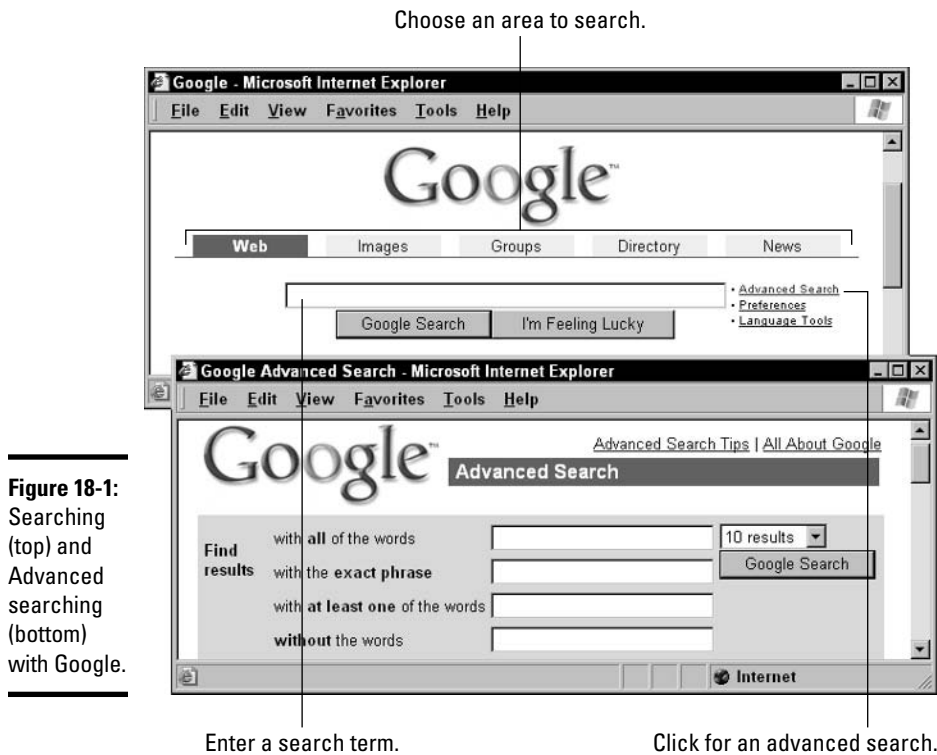 Choose an area to search.
Google - Microsoft Internet Explorer
File Edit View Favorites Tools Help
Google™
Web Images Groups Directory News
• Advanced Search
• Preferences
• Language Tools
Google Search I'm Feeling Lucky
Google Advanced Search - Microsoft Internet Explorer
File Edit View Favorites Tools Help
Google™
Advanced Search Tips | All About Google
Advanced Search
Find
results
with all of the words
10 results
Google Search
with the exact phrase
with at least one of the words
without the words
Internet
Figure 18-1:
Searching
(top) and
Advanced
searching
(bottom)
with Google.
Enter a search term.
Click for an advanced search.